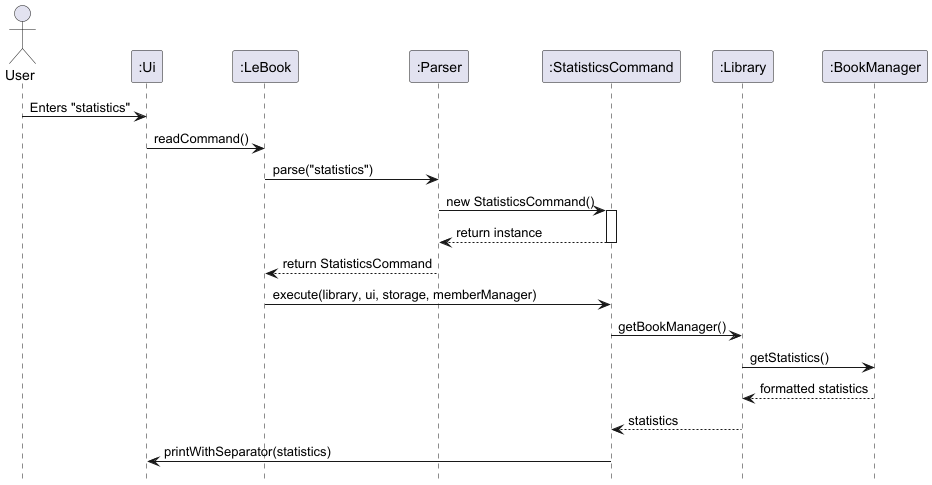 User
:Ui
:LeBook
:Parser
:StatisticsCommand
:Library
:BookManager
Enters "statistics"
readCommand()
parse("statistics")
new StatisticsCommand()
return instance
return StatisticsCommand
execute(library, ui, storage, memberManager)
getBookManager()
getStatistics()
formatted statistics
statistics
printWithSeparator(statistics)